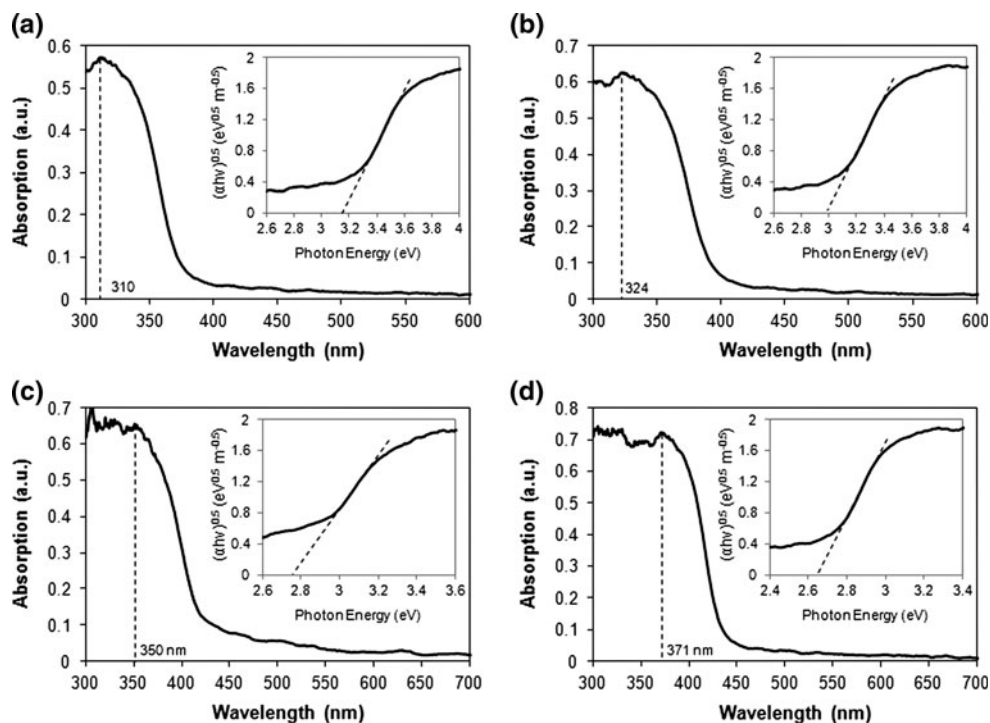 (a)
0.6
0.5
0.4
0.3
0.2
0.1
0
Absorption (a.u.)
310
300 350 400 450 500 550 600
Wavelength (nm)
2
1.6
1.2
0.8
0.4
0
(αhν)^0.5 (eV^0.5 m^-0.5)
2.6 2.8 3 3.2 3.4 3.6 3.8 4
Photon Energy (eV)
(b)
0.7
0.6
0.5
0.4
0.3
0.2
0.1
0
Absorption (a.u.)
324
300 350 400 450 500 550 600
Wavelength (nm)
2
1.6
1.2
0.8
0.4
0
(αhν)^0.5 (eV^0.5 m^-0.5)
2.6 2.8 3 3.2 3.4 3.6 3.8 4
Photon Energy (eV)
(c)
0.7
0.6
0.5
0.4
0.3
0.2
0.1
0
Absorption (a.u.)
350 nm
300 350 400 450 500 550 600 650 700
Wavelength (nm)
2
1.6
1.2
0.8
0.4
0
(αhν)^0.5 (eV^0.5 m^-0.5)
2.6 2.8 3 3.2 3.4 3.6
Photon Energy (eV)
(d)
0.8
0.7
0.6
0.5
0.4
0.3
0.2
0.1
0
Absorption (a.u.)
371 nm
300 350 400 450 500 550 600 650 700
Wavelength (nm)
2
1.6
1.2
0.8
0.4
0
(αhν)^0.5 (eV^0.5 m^-0.5)
2.4 2.6 2.8 3 3.2 3.4
Photon Energy (eV)